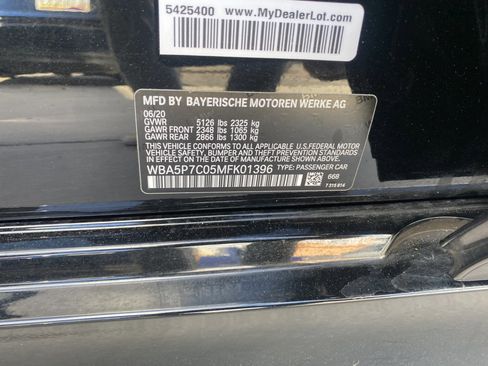 5425400 www.MyDealerLot.com
MFD BY BAYERISCHE MOTOREN WERKE AG
06/20
GVWR 5126 lbs 2325 kg
GAWR FRONT 2348 lbs 1065 kg
GAWR REAR 2866 lbs 1300 kg
THIS VEHICLE CONFORMS TO ALL APPLICABLE U.S.FEDERAL MOTOR
VEHICLE SAFETY, BUMPER AND THEFT PREVENTION STANDARDS
IN EFFECT ON THE DATE OF MANUFACTURE SHOWN ABOVE.
WBA5P7C05MFK01396 TYPE: PASSENGER CAR
668
7 319 814